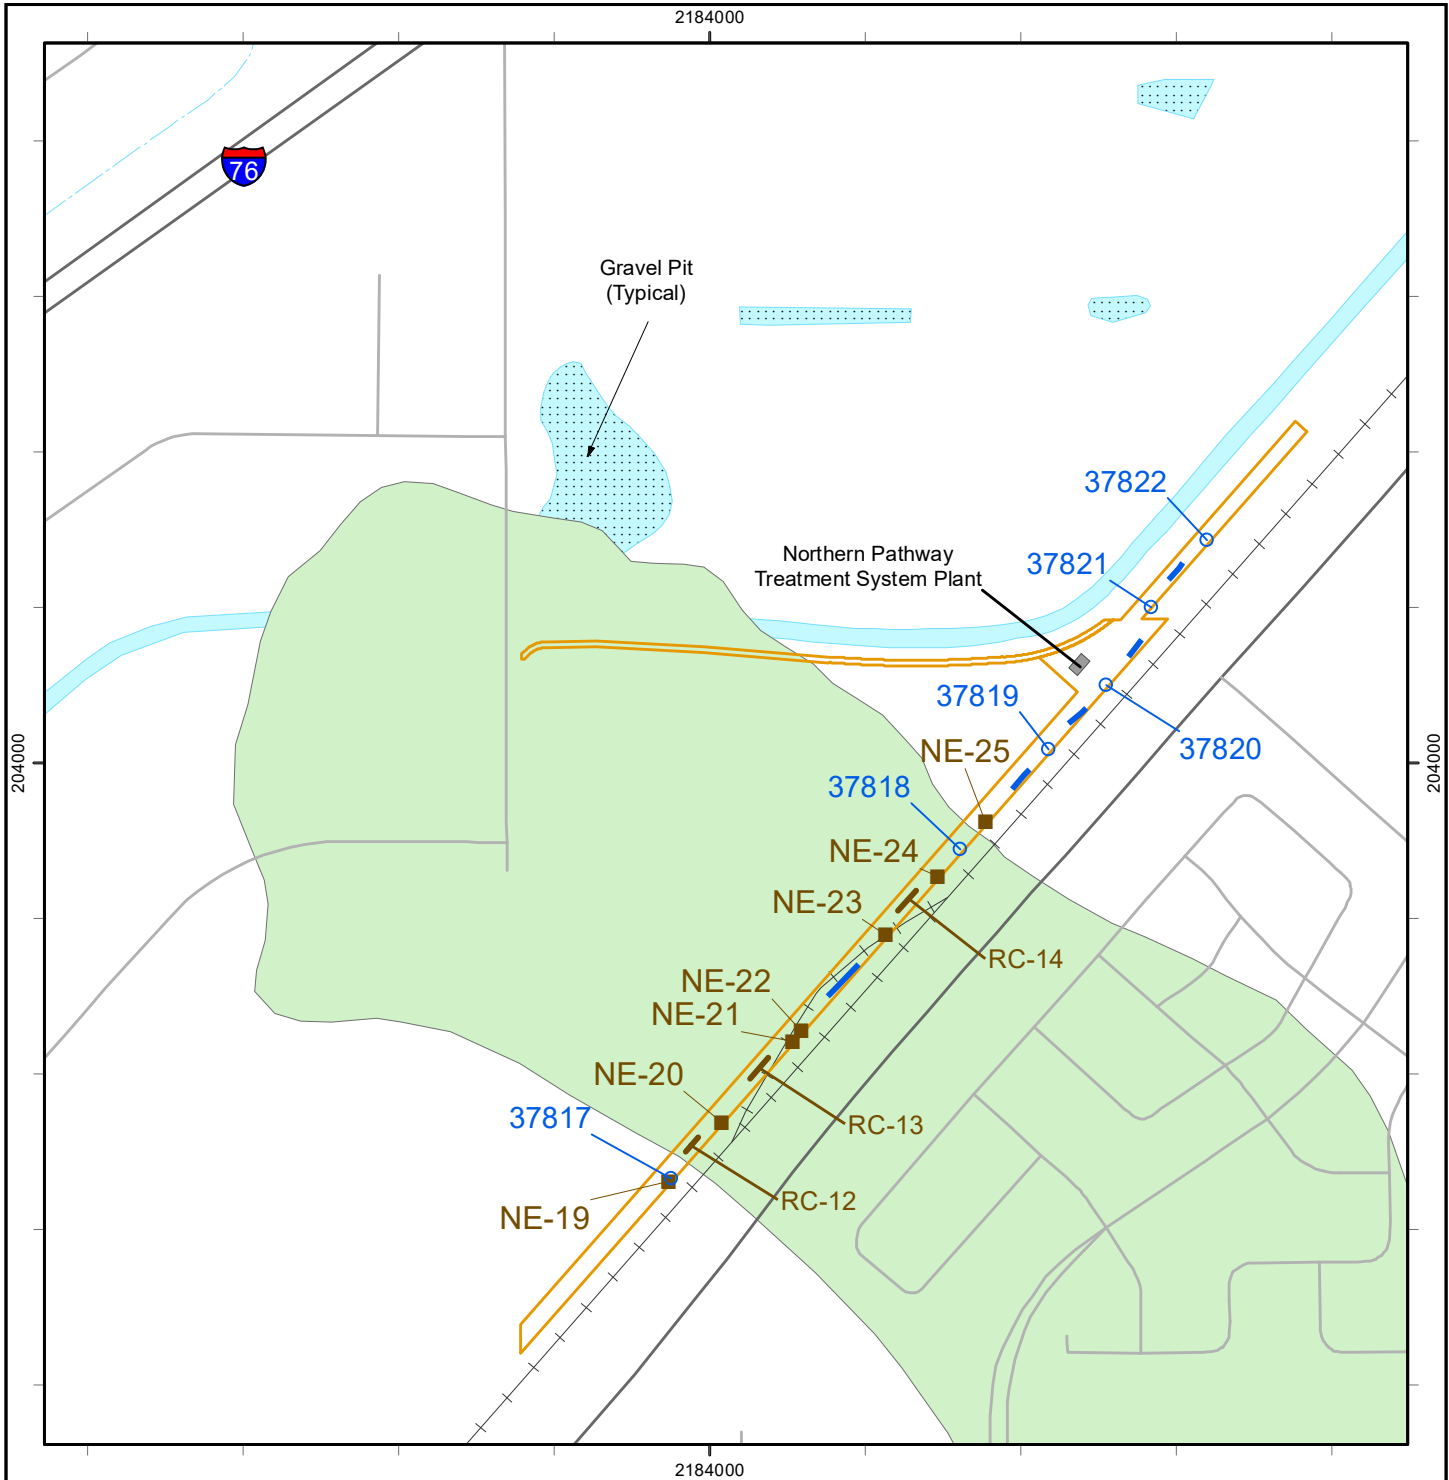 2184000
76
Gravel Pit
(Typical)
37822
Northern Pathway
Treatment System Plant
37821
37819
37820
NE-25
204000
204000
37818
NE-24
NE-23
RC-14
NE-22
NE-21
NE-20
37817
RC-13
RC-12
NE-19
2184000